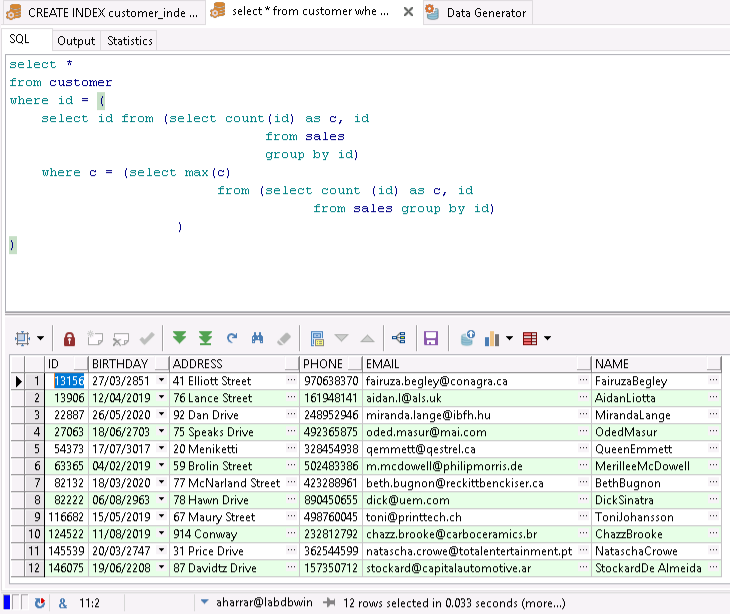 CREATE INDEX customer_inde ...
select * from customer whe ...
Data Generator
SQL
Output
Statistics
select *
from customer
where id = (
select id from (select count(id) as c, id
from sales
group by id)
where c = (select max(c)
from (select count (id) as c, id
from sales group by id)
)
)
ID BIRTHDAY ADDRESS PHONE EMAIL NAME
1 13156 27/03/2851 41 Elliott Street ... 970638370 fairuza.begley@conagra.ca ... FairuzaBegley ...
2 13906 12/04/2019 76 Lance Street ... 161948141 aidan.l@als.uk ... AidanLiotta ...
3 22887 26/05/2020 92 Dan Drive ... 248952946 miranda.lange@ibfh.hu ... MirandaLange ...
4 27063 18/06/2703 75 Speaks Drive ... 492365875 oded.masur@mai.com ... OdedMasur ...
5 54373 17/07/3017 20 Meniketti ... 328454938 qemmett@qestrel.ca ... QueenEmmett ...
6 63365 04/02/2019 59 Brolin Street ... 502483386 m.mcdowell@philipmorris.de ... MerilleeMcDowell ...
7 82132 18/03/2020 77 McNarland Street ... 423288961 beth.bugnon@reckittbenckiser.ca ... BethBugnon ...
8 82222 06/08/2963 78 Hawn Drive ... 890450655 dick@uem.com ... DickSinatra ...
9 116682 15/05/2019 67 Maury Street ... 498760045 toni@printtech.ch ... ToniJohansson ...
10 124522 11/08/2019 914 Conway ... 232812792 chazz.brooke@carboceramics.br ... ChazzBrooke ...
11 145539 20/03/2747 31 Price Drive ... 362544599 natascha.crowe@totalentertainment.pt ... NataschaCrowe ...
12 146075 19/06/2208 87 Davidtz Drive ... 157350712 stockard@capitalautomotive.ar ... StockardDe Almeida ...
& 11:2 aharrar@labdbwin 12 rows selected in 0.033 seconds (more...)